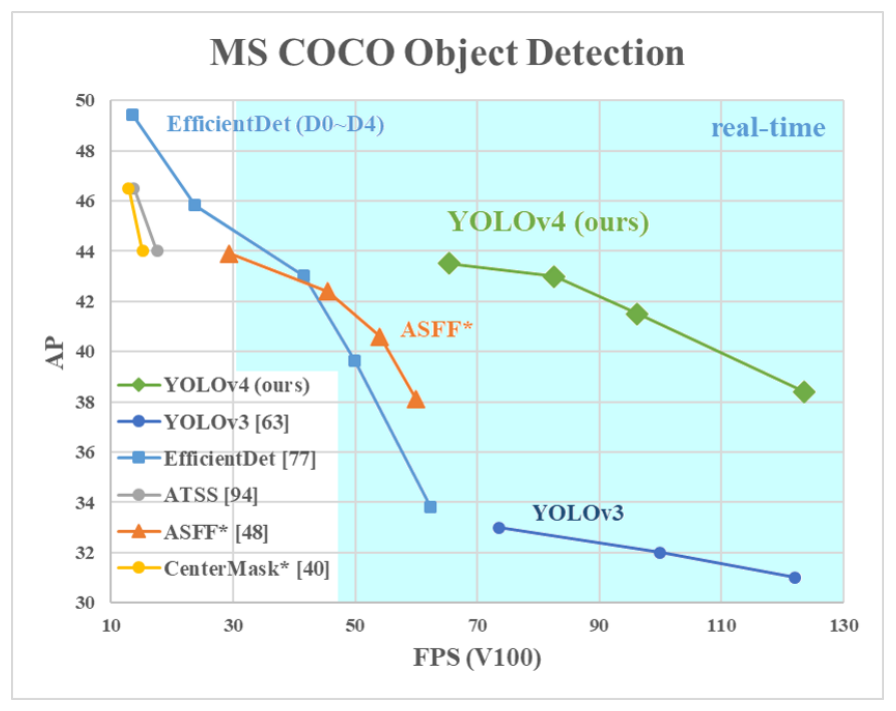 MS COCO Object Detection
50
48
46
44
42
40
38
36
34
32
30
AP
EfficientDet (D0~D4)
real-time
YOLOv4 (ours)
ASFF*
YOLOv3
YOLOv4 (ours)
YOLOv3 [63]
EfficientDet [77]
ATSS [94]
ASFF* [48]
CenterMask* [40]
10 30 50 70 90 110 130
FPS (V100)